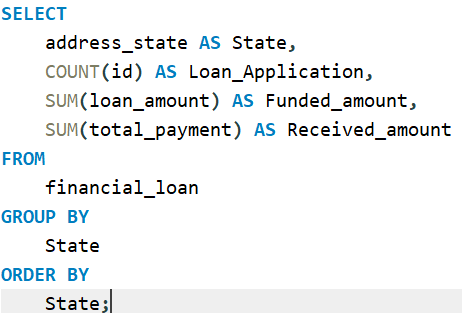 SELECT
    address_state AS State,
    COUNT(id) AS Loan_Application,
    SUM(loan_amount) AS Funded_amount,
    SUM(total_payment) AS Received_amount
FROM
    financial_loan
GROUP BY
    State
ORDER BY
    State;